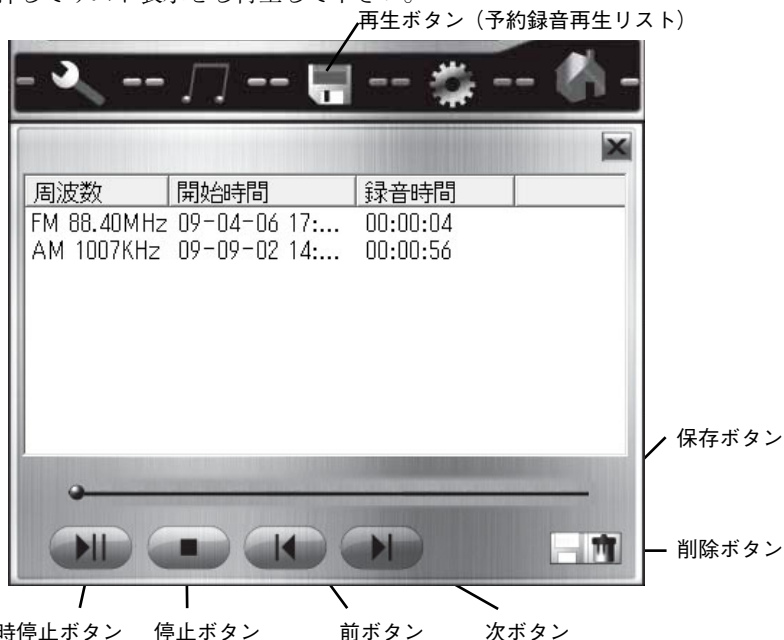 再生ボタン（予約録音再生リスト）
周波数 開始時間 録音時間
FM 88.40MHz 09-04-06 17:... 00:00:04
AM 1007KHz 09-09-02 14:... 00:00:56
保存ボタン
削除ボタン
時停止ボタン 停止ボタン 前ボタン 次ボタン